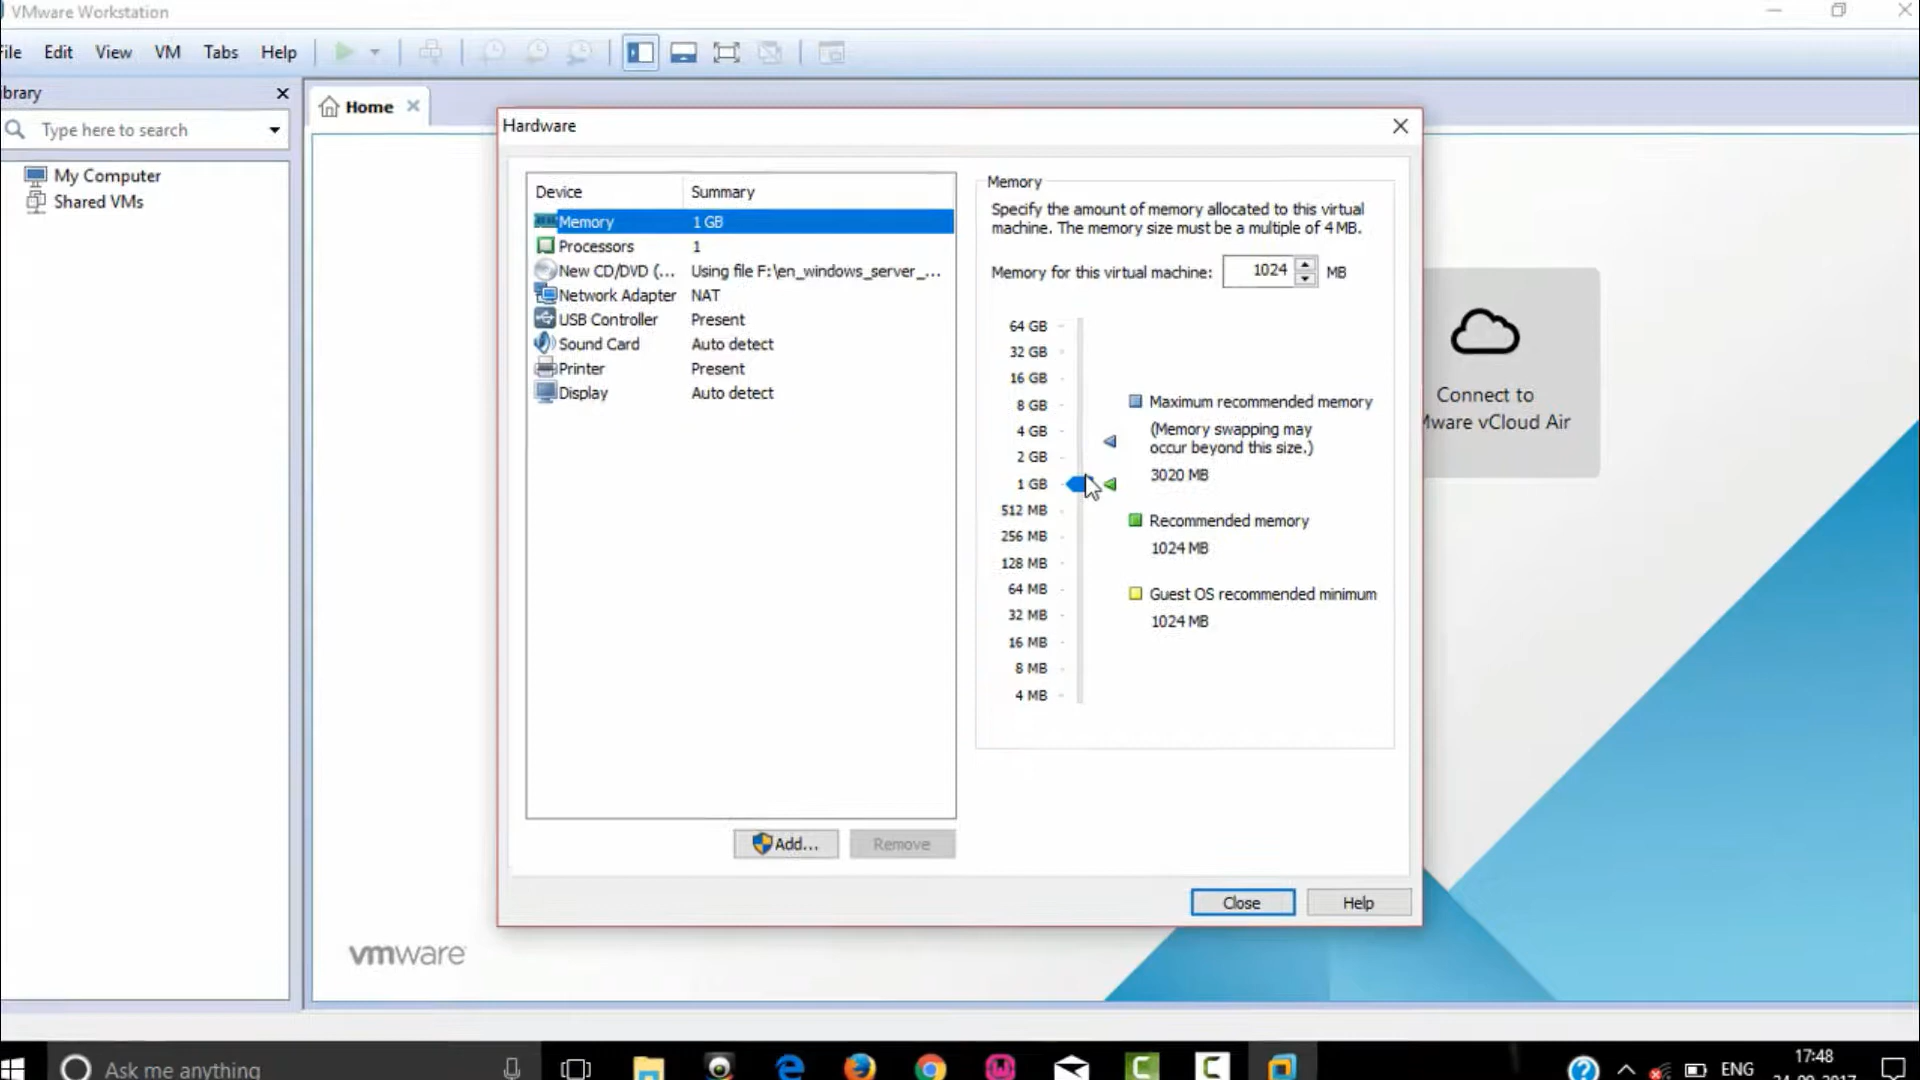 VMware Workstation
File Edit View VM Tabs Help
Library
Type here to search
My Computer
Shared VMs
Home
Hardware
Device Summary
Memory 1 GB
Processors 1
New CD/DVD (... Using file F:\en_windows_server_...
Network Adapter NAT
USB Controller Present
Sound Card Auto detect
Printer Present
Display Auto detect
Add... Remove
Memory
Specify the amount of memory allocated to this virtual
machine. The memory size must be a multiple of 4 MB.
Memory for this virtual machine: 1024 MB
64 GB
32 GB
16 GB
8 GB
4 GB
2 GB
1 GB
512 MB
256 MB
128 MB
64 MB
32 MB
16 MB
8 MB
4 MB
Maximum recommended memory
(Memory swapping may
occur beyond this size.)
3020 MB
Recommended memory
1024 MB
Guest OS recommended minimum
1024 MB
Close Help
Connect to
VMware vCloud Air
vmware
Ask me anything
ENG
17:48